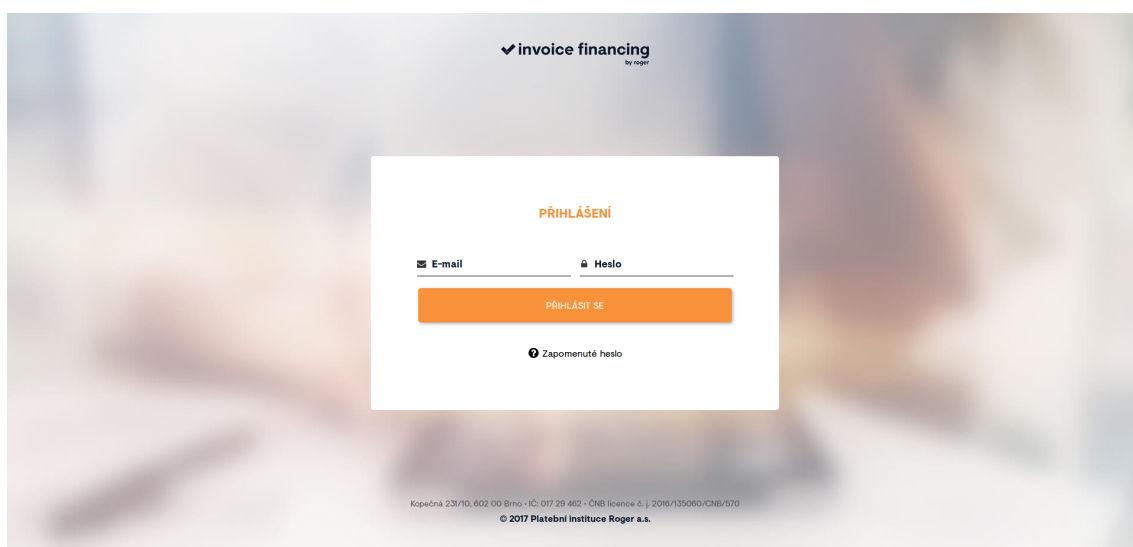 invoice financing
by roger
PŘIHLÁŠENÍ
E-mail Heslo
PŘIHLÁSIT SE
Zapomenuté heslo
Kopečná 231/10, 602 00 Brno • IČ: 017 29 462 • ČNB licence č. j. 2016/135060/CNB/570
© 2017 Platební instituce Roger a.s.